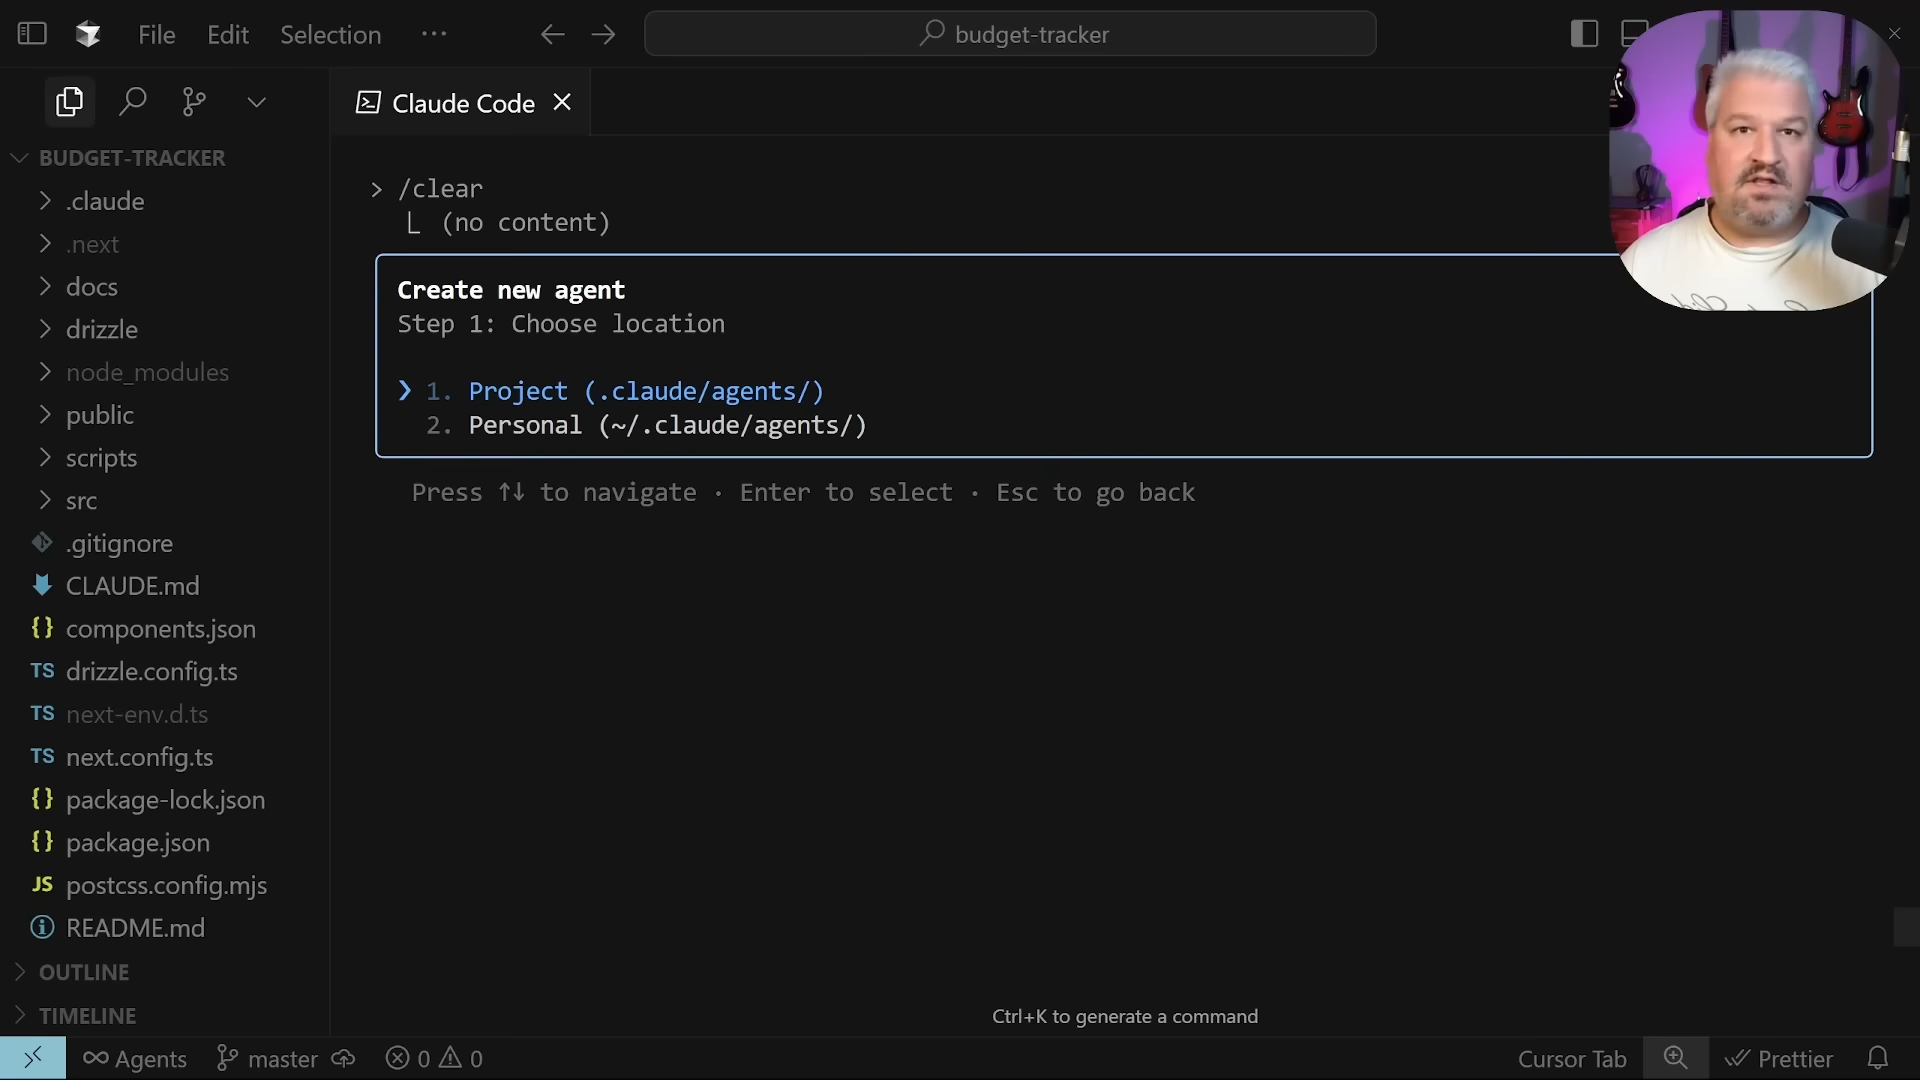 File Edit Selection ···
budget-tracker
Claude Code
BUDGET-TRACKER
.claude
.next
docs
drizzle
node_modules
public
scripts
src
.gitignore
CLAUDE.md
components.json
TS drizzle.config.ts
TS next-env.d.ts
TS next.config.ts
{} package-lock.json
{} package.json
JS postcss.config.mjs
README.md
OUTLINE
TIMELINE
> /clear
⎿ (no content)
Create new agent
Step 1: Choose location
❯ 1. Project (.claude/agents/)
2. Personal (~/.claude/agents/)
Press ↑↓ to navigate · Enter to select · Esc to go back
Ctrl+K to generate a command
Agents master 0 0
Cursor Tab Prettier